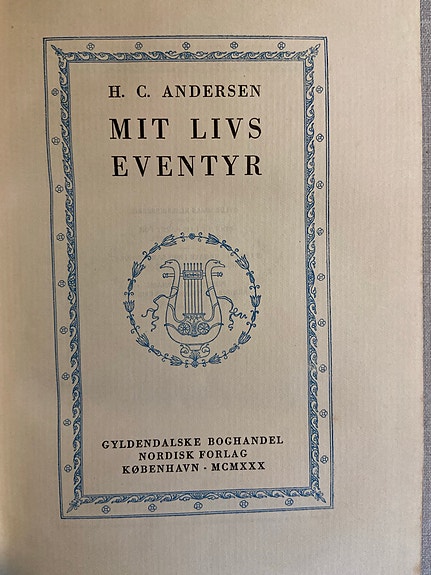 H. C. ANDERSEN
MIT LIVS
EVENTYR
GYLDENDALSKE BOGHANDEL
NORDISK FORLAG
KØBENHAVN · MCMXXX